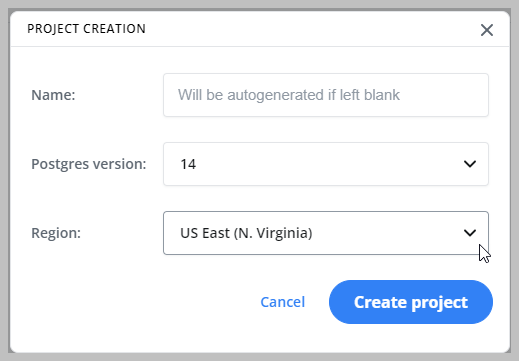 PROJECT CREATION
Name:
Will be autogenerated if left blank
Postgres version:
14
Region:
US East (N. Virginia)
Cancel
Create project